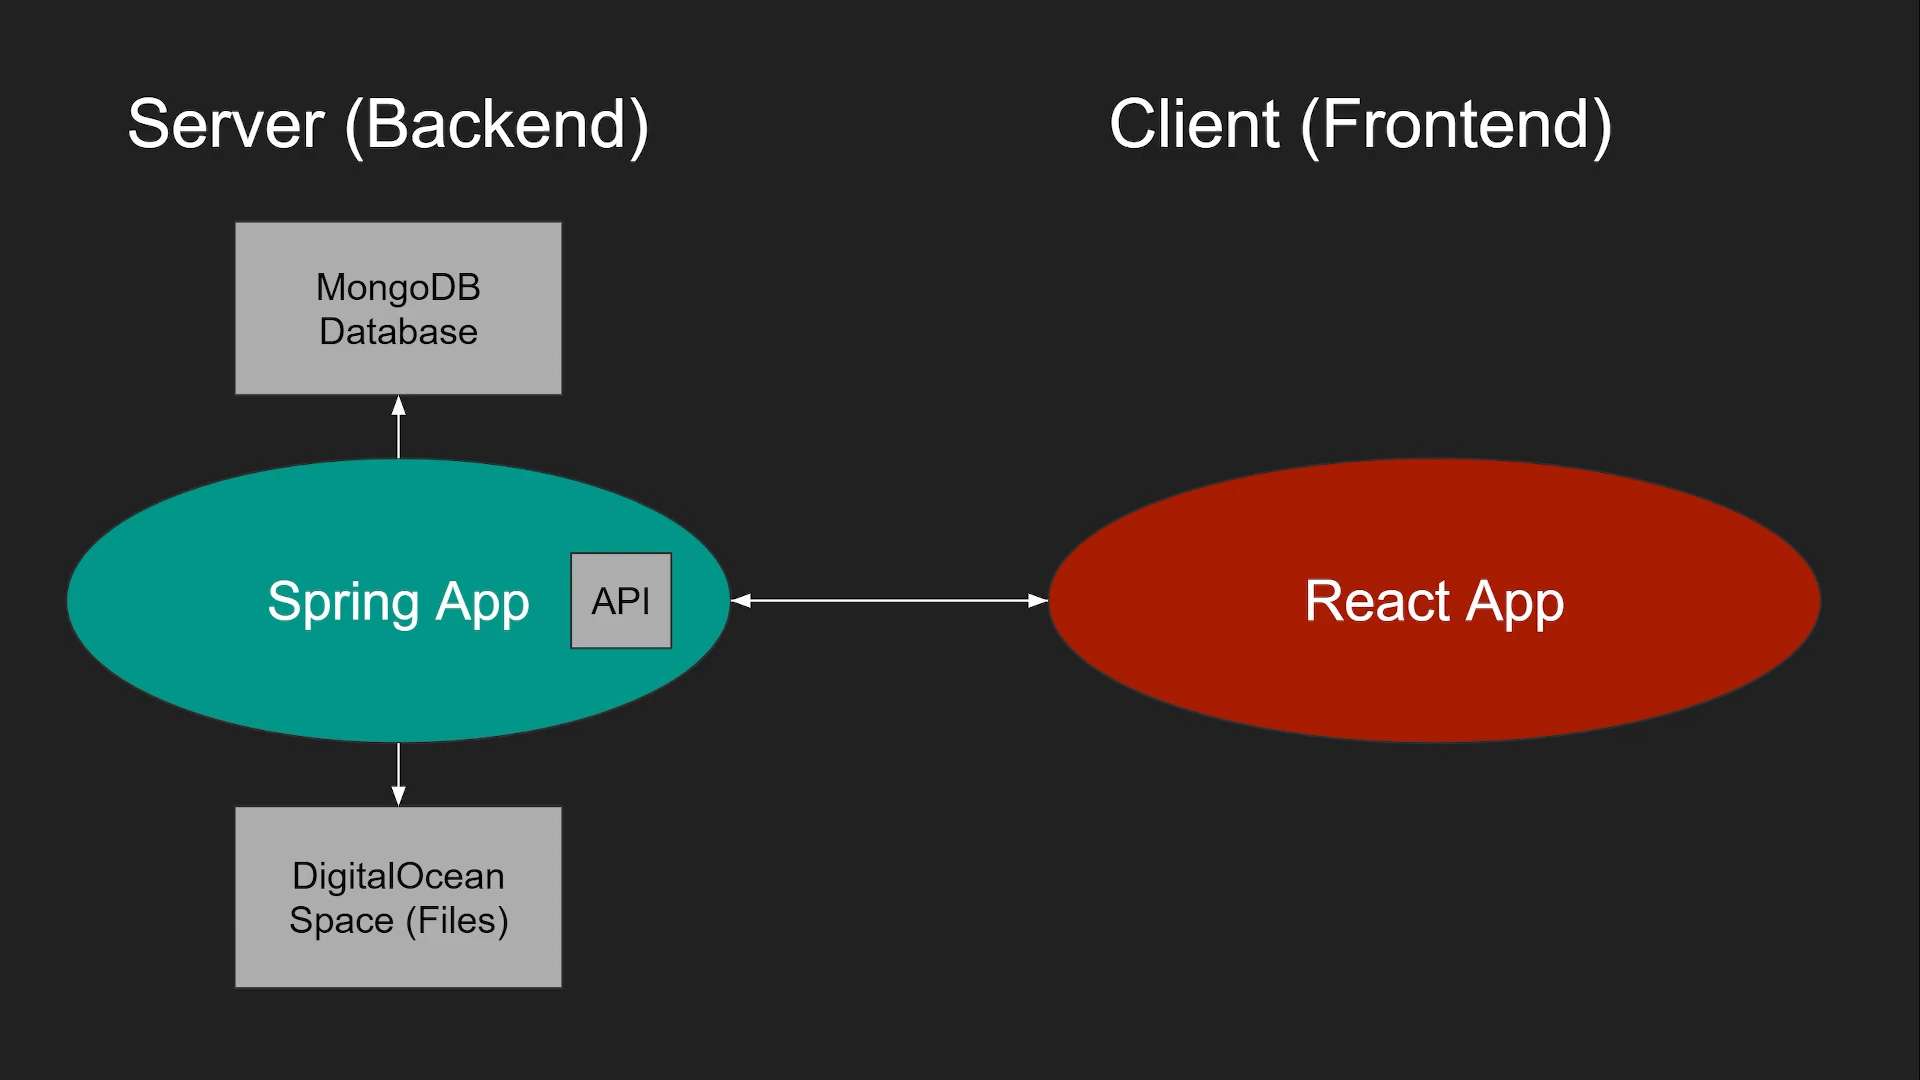 Server (Backend)
Client (Frontend)
MongoDB
Database
Spring App
API
React App
DigitalOcean
Space (Files)